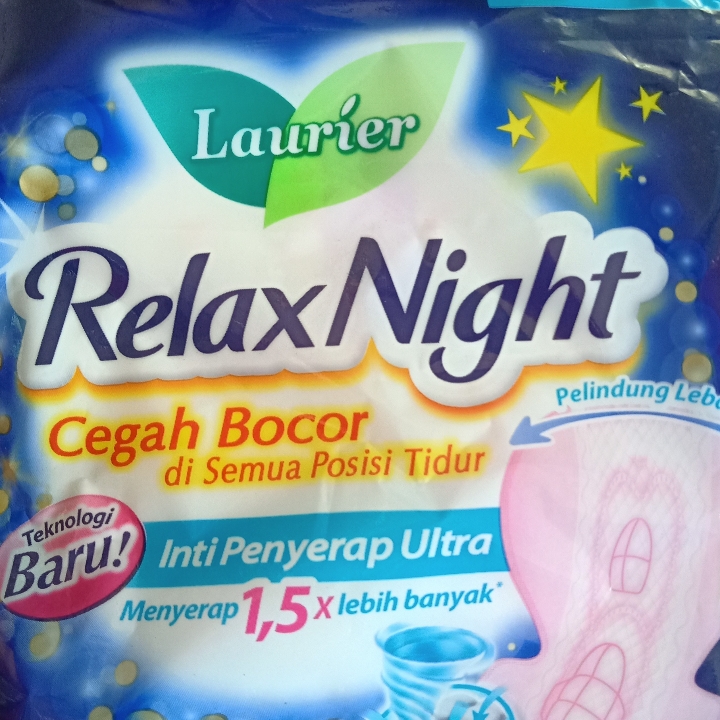 Laurier
Relax Night
Cegah Bocor
di Semua Posisi Tidur
Pelindung
Teknologi
Baru!
Inti Penyerap Ultra
Menyerap 1,5 x lebih banyak*